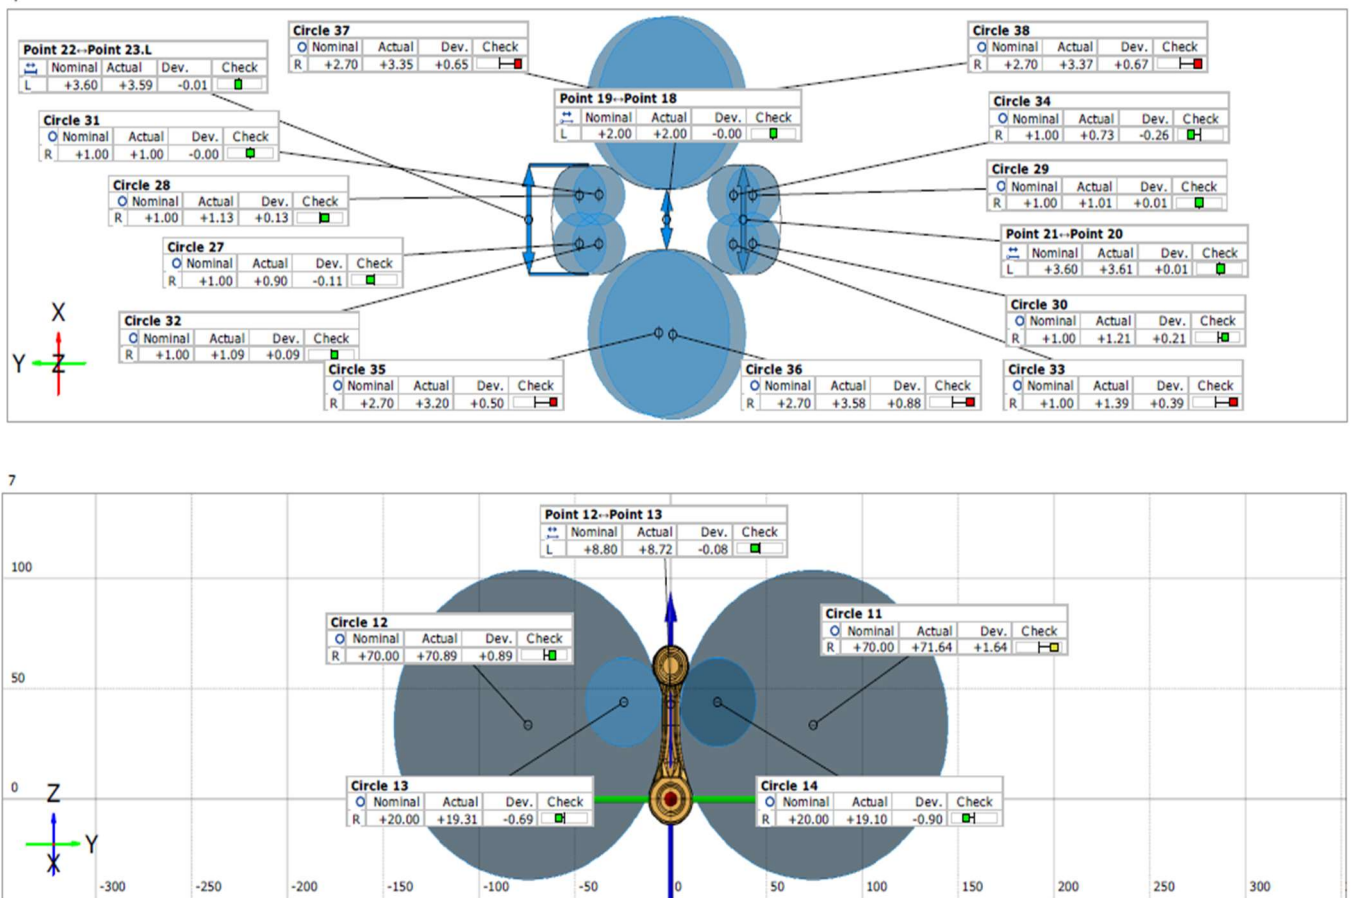 Circle 37
Nominal Actual Dev. Check
R +2.70 +3.35 +0.65
Circle 38
Nominal Actual Dev. Check
R +2.70 +3.37 +0.67
Point 22↔Point 23.L
Nominal Actual Dev. Check
L +3.60 +3.59 -0.01
Point 19↔Point 18
Nominal Actual Dev. Check
L +2.00 +2.00 -0.00
Circle 34
Nominal Actual Dev. Check
R +1.00 +0.73 -0.26
Circle 31
Nominal Actual Dev. Check
R +1.00 +1.00 -0.00
Circle 29
Nominal Actual Dev. Check
R +1.00 +1.01 +0.01
Circle 28
Nominal Actual Dev. Check
R +1.00 +1.13 +0.13
Point 21↔Point 20
Nominal Actual Dev. Check
L +3.60 +3.61 +0.01
Circle 27
Nominal Actual Dev. Check
R +1.00 +0.90 -0.11
Circle 30
Nominal Actual Dev. Check
R +1.00 +1.21 +0.21
Circle 32
Nominal Actual Dev. Check
R +1.00 +1.09 +0.09
X
Y Z
Circle 35
Nominal Actual Dev. Check
R +2.70 +3.20 +0.50
Circle 36
Nominal Actual Dev. Check
R +2.70 +3.58 +0.88
Circle 33
Nominal Actual Dev. Check
R +1.00 +1.39 +0.39
7
Point 12↔Point 13
Nominal Actual Dev. Check
L +8.80 +8.72 -0.08
100
Circle 12
Nominal Actual Dev. Check
R +70.00 +70.89 +0.89
Circle 11
Nominal Actual Dev. Check
R +70.00 +71.64 +1.64
50
Circle 13
Nominal Actual Dev. Check
R +20.00 +19.31 -0.69
Circle 14
Nominal Actual Dev. Check
R +20.00 +19.10 -0.90
0
Z
Y
X
-300 -250 -200 -150 -100 -50 0 50 100 150 200 250 300